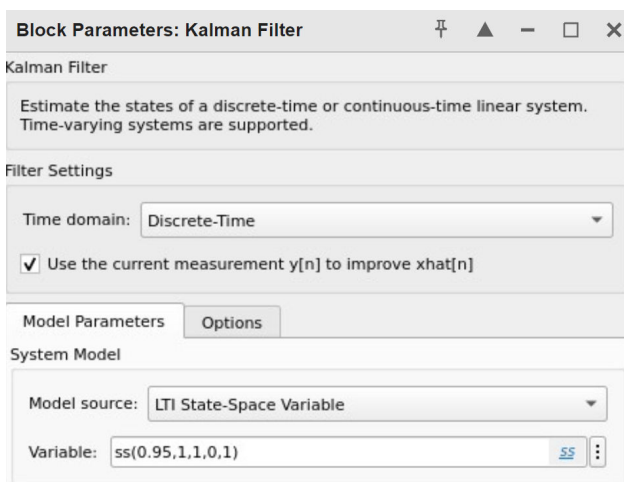 Block Parameters: Kalman Filter
Kalman Filter
Estimate the states of a discrete-time or continuous-time linear system.
Time-varying systems are supported.
Filter Settings
Time domain: Discrete-Time
Use the current measurement y[n] to improve xhat[n]
Model Parameters Options
System Model
Model source: LTI State-Space Variable
Variable: ss(0.95,1,1,0,1) ss